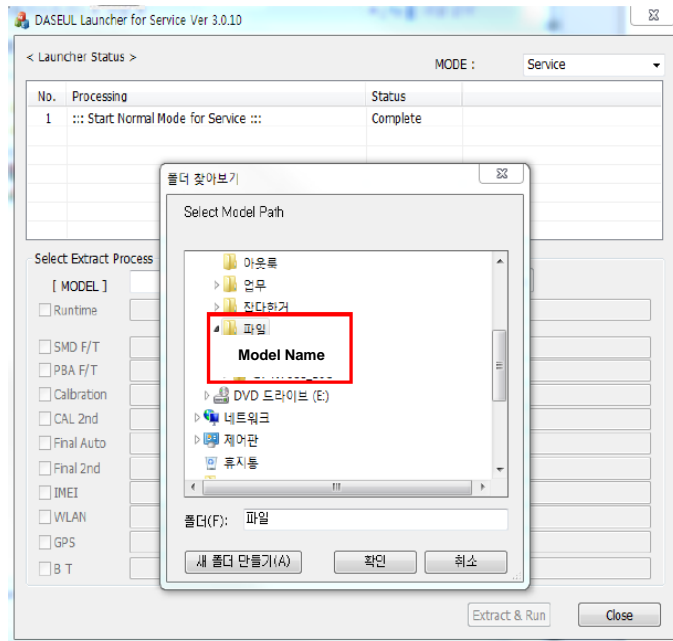 DASEUL Launcher for Service Ver 3.0.10
< Launcher Status >
MODE : Service
No. Processing Status
1 ::: Start Normal Mode for Service ::: Complete
폴더 찾아보기
Select Model Path
아웃룩
업무
잡다한거
파일
Model Name
DVD 드라이브 (E:)
네트워크
제어판
휴지통
폴더(F): 파일
새 폴더 만들기(A) 확인 취소
Select Extract Process
[ MODEL ]
Runtime
SMD F/T
PBA F/T
Calbration
CAL 2nd
Final Auto
Final 2nd
IMEI
WLAN
GPS
B T
Extract & Run Close